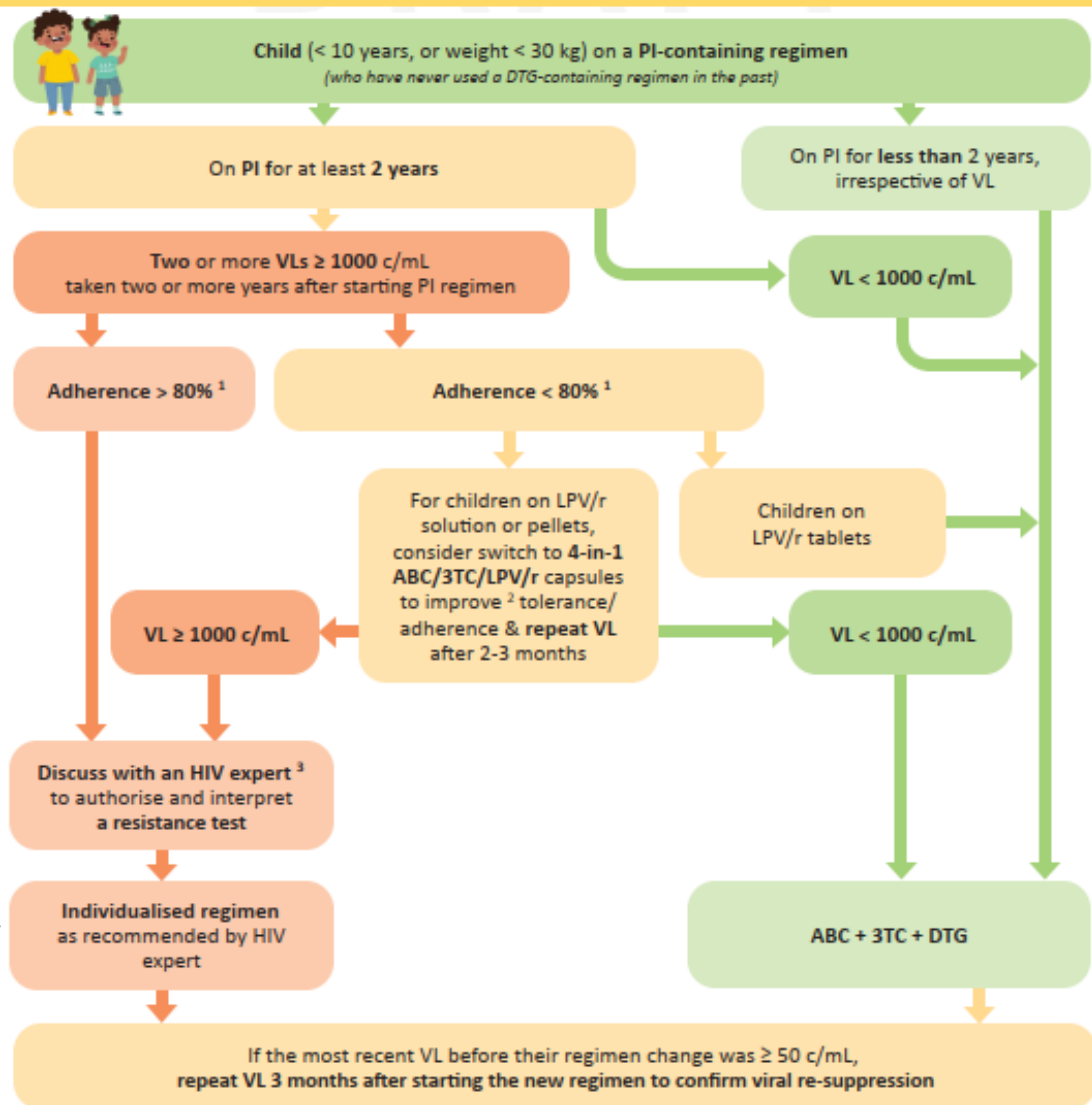 Child (< 10 years, or weight < 30 kg) on a PI-containing regimen
(who have never used a DTG-containing regimen in the past)
On PI for at least 2 years
On PI for less than 2 years,
irrespective of VL
Two or more VLs ≥ 1000 c/mL
taken two or more years after starting PI regimen
VL < 1000 c/mL
Adherence > 80% ¹
Adherence < 80% ¹
For children on LPV/r
solution or pellets,
consider switch to 4-in-1
ABC/3TC/LPV/r capsules
to improve ² tolerance/
adherence & repeat VL
after 2-3 months
Children on
LPV/r tablets
VL ≥ 1000 c/mL
VL < 1000 c/mL
Discuss with an HIV expert ³
to authorise and interpret
a resistance test
Individualised regimen
as recommended by HIV
expert
ABC + 3TC + DTG
If the most recent VL before their regimen change was ≥ 50 c/mL,
repeat VL 3 months after starting the new regimen to confirm viral re-suppression